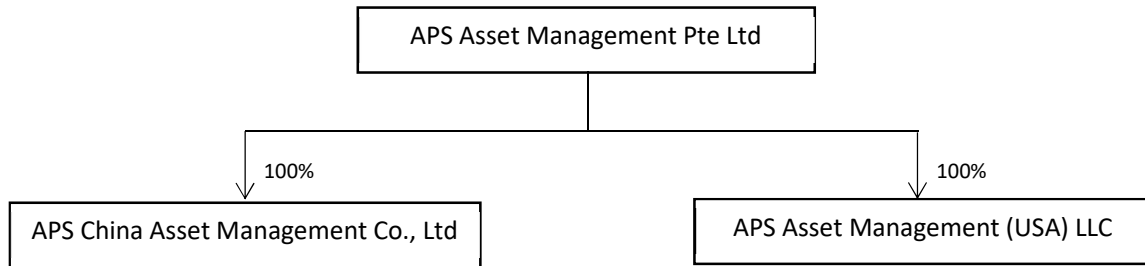 APS Asset Management Pte Ltd
100%
100%
APS China Asset Management Co., Ltd
APS Asset Management (USA) LLC